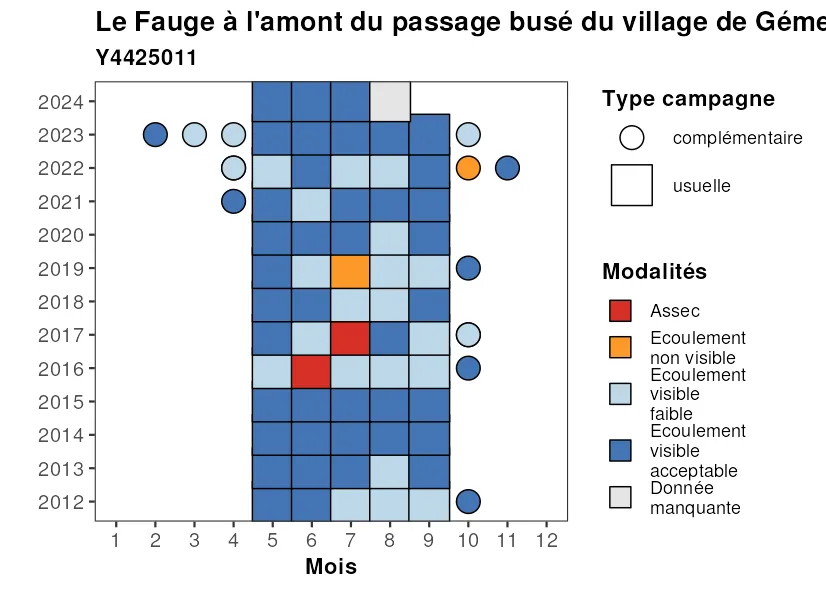 Le Fauge à l'amont du passage busé du village de Géme
Y4425011
2024
2023
2022
2021
2020
2019
2018
2017
2016
2015
2014
2013
2012
1 2 3 4 5 6 7 8 9 10 11 12
Mois
Type campagne
complémentaire
usuelle
Modalités
Assec
Ecoulement
non visible
Ecoulement
visible
faible
Ecoulement
visible
acceptable
Donnée
manquante